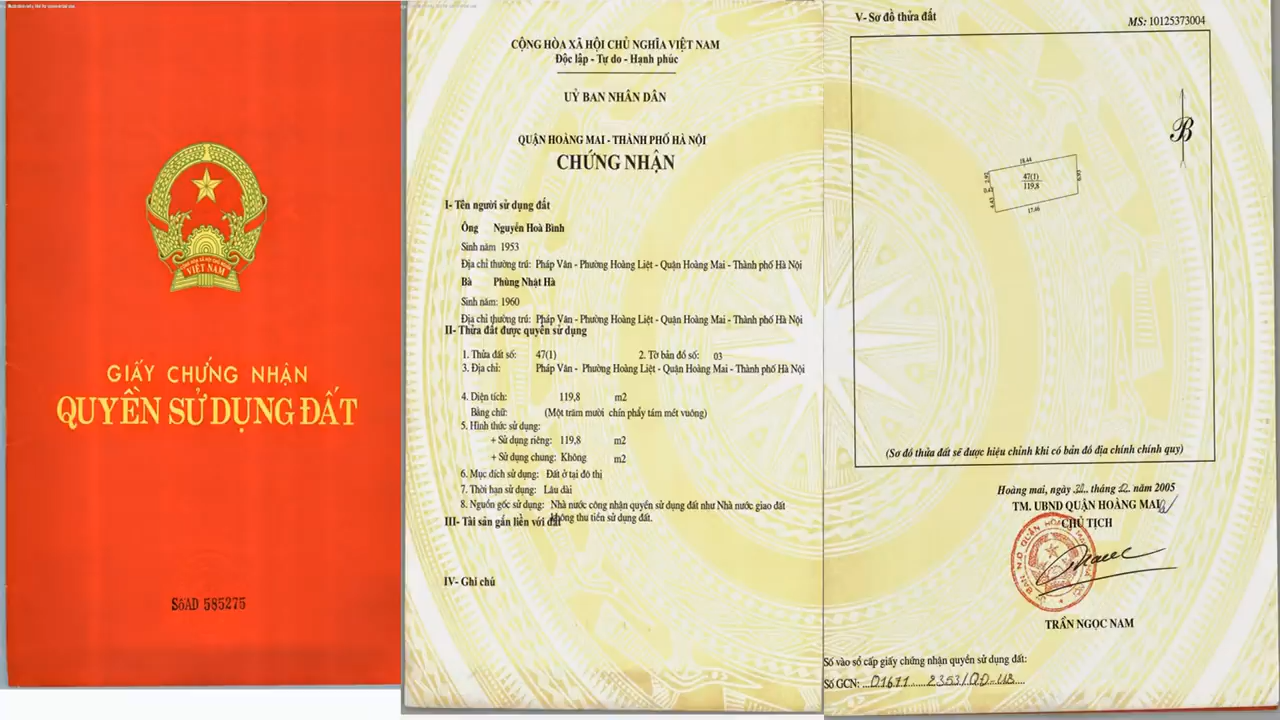 VIỆT NAM
GIẤY CHỨNG NHẬN
QUYỀN SỬ DỤNG ĐẤT
Số AD 585275
CỘNG HÒA XÃ HỘI CHỦ NGHĨA VIỆT NAM
Độc lập - Tự do - Hạnh phúc
UỶ BAN NHÂN DÂN
QUẬN HOÀNG MAI - THÀNH PHỐ HÀ NỘI
CHỨNG NHẬN
I- Tên người sử dụng đất
Ông Nguyễn Hoà Bình
Sinh năm 1953
Địa chỉ thường trú: Pháp Vân - Phường Hoàng Liệt - Quận Hoàng Mai - Thành phố Hà Nội
Bà Phùng Nhật Hà
Sinh năm: 1960
Địa chỉ thường trú: Pháp Vân - Phường Hoàng Liệt - Quận Hoàng Mai - Thành phố Hà Nội
II- Thửa đất được quyền sử dụng
1. Thửa đất số: 47(1) 2. Tờ bản đồ số: 03
3. Địa chỉ: Pháp Vân - Phường Hoàng Liệt - Quận Hoàng Mai - Thành phố Hà Nội
4. Diện tích: 119,8 m2
Bằng chữ: (Một trăm mười chín phẩy tám mét vuông)
5. Hình thức sử dụng:
+ Sử dụng riêng: 119,8 m2
+ Sử dụng chung: Không m2
6. Mục đích sử dụng: Đất ở tại đô thị
7. Thời hạn sử dụng: Lâu dài
8. Nguồn gốc sử dụng: Nhà nước công nhận quyền sử dụng đất như Nhà nước giao đất
không thu tiền sử dụng đất.
III- Tài sản gắn liền với đất
IV- Ghi chú
V- Sơ đồ thửa đất
MS: 10125373004
B
18.44
47(1)
119,8
17.46
(Sơ đồ thửa đất sẽ được hiệu chỉnh khi có bản đồ địa chính chính quy)
Hoàng mai, ngày tháng 12 năm 2005
TM. UBND QUẬN HOÀNG MAI
CHỦ TỊCH
TRẦN NGỌC NAM
Số vào sổ cấp giấy chứng nhận quyền sử dụng đất:
Số GCN: ...01671......2353/QĐ-UB....